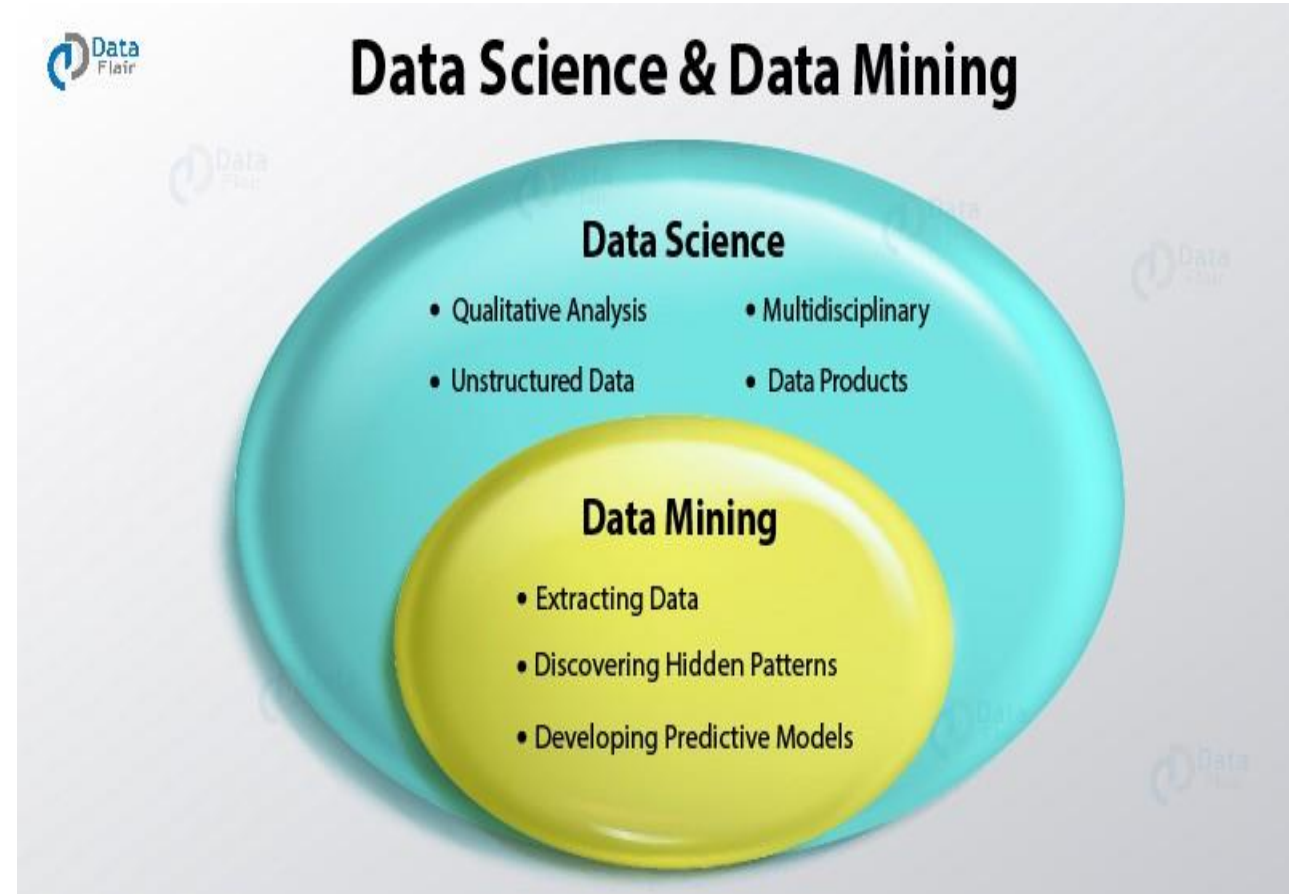 Data
Flair
Data Science & Data Mining
Data Science
• Qualitative Analysis
• Multidisciplinary
• Unstructured Data
• Data Products
Data Mining
• Extracting Data
• Discovering Hidden Patterns
• Developing Predictive Models